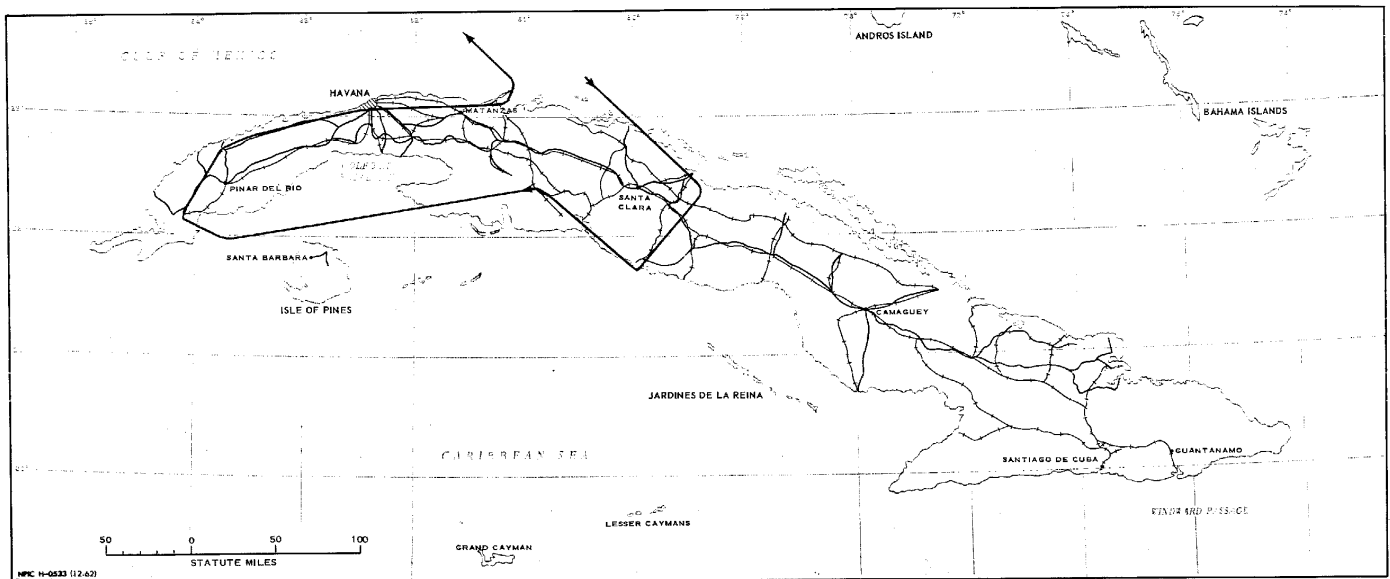 ANDROS ISLAND
GULF OF MEXICO
HAVANA
MATANZAS
BAHAMA ISLANDS
PINAR DEL RIO
SANTA
CLARA
SANTA BARBARA
ISLE OF PINES
CAMAGUEY
JARDINES DE LA REINA
CARIBBEAN SEA
SANTIAGO DE CUBA
GUANTANAMO
WINDWARD PASSAGE
LESSER CAYMANS
GRAND CAYMAN
50 0 50 100
STATUTE MILES
NPIC H-0533 (12-62)